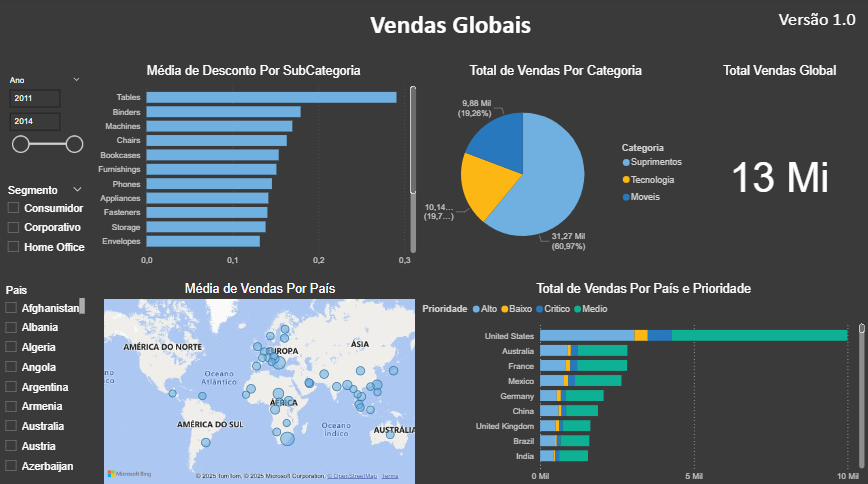 Vendas Globais
Versão 1.0
Ano
2011
2014
Segmento
Consumidor
Corporativo
Home Office
País
Afghanistan
Albania
Algeria
Angola
Argentina
Armenia
Australia
Austria
Azerbaijan
Média de Desconto Por SubCategoria
Tables
Binders
Machines
Chairs
Bookcases
Furnishings
Phones
Appliances
Fasteners
Storage
Envelopes
0,0 0,1 0,2 0,3
Total de Vendas Por Categoria
9,88 Mil
(19,26%)
10,14...
(19,7...)
31,27 Mil
(60,97%)
Categoria
Suprimentos
Tecnologia
Moveis
Total Vendas Global
13 Mi
Média de Vendas Por País
AMÉRICA DO NORTE
EUROPA
ÁSIA
Oceano
Atlântico
ÁFRICA
AMÉRICA DO SUL
Oceano
Índico
AUSTRÁLIA
Microsoft Bing
© 2025 TomTom, © 2025 Microsoft Corporation, © OpenStreetMap Terms
Total de Vendas Por País e Prioridade
Prioridade Alto Baixo Critico Medio
United States
Australia
France
Mexico
Germany
China
United Kingdom
Brazil
India
0 Mil 5 Mil 10 Mil